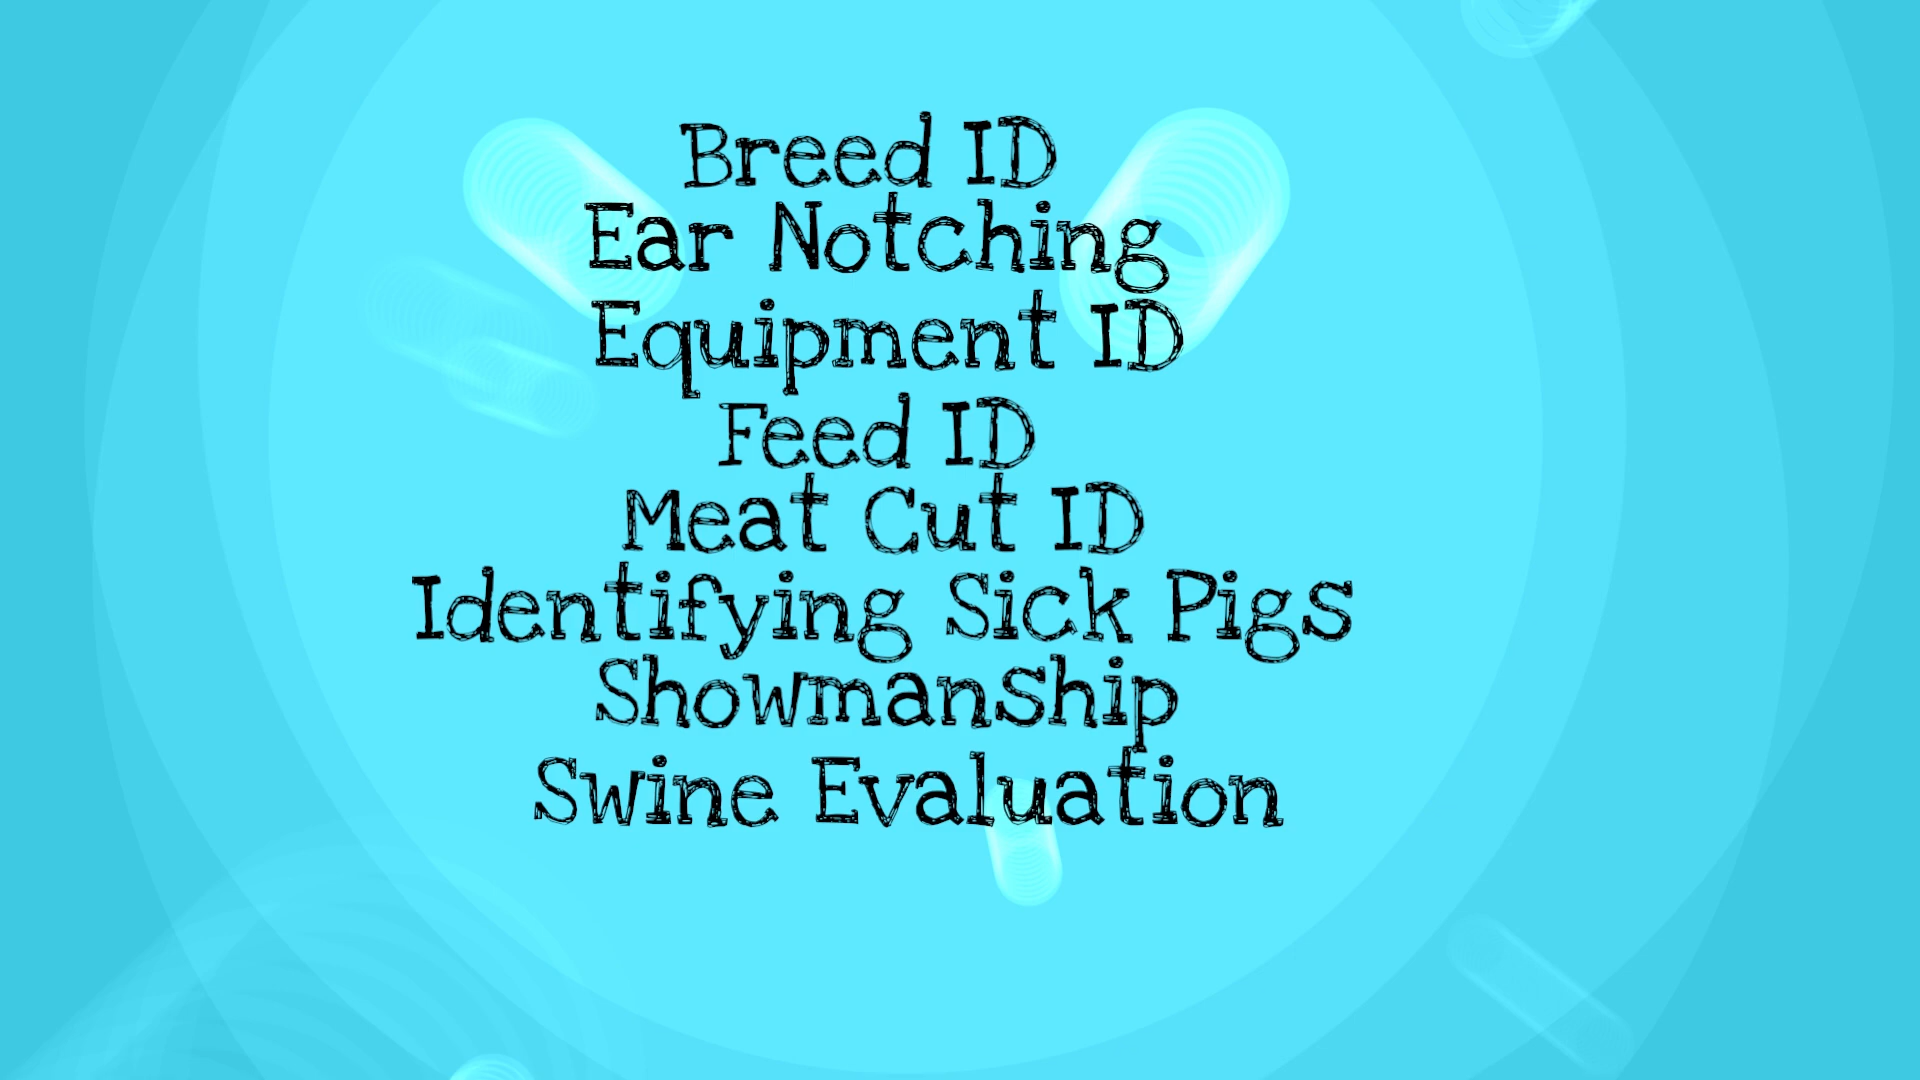 Breed ID
Ear Notching
Equipment ID
Feed ID
Meat Cut ID
Identifying Sick Pigs
Showmanship
Swine Evaluation